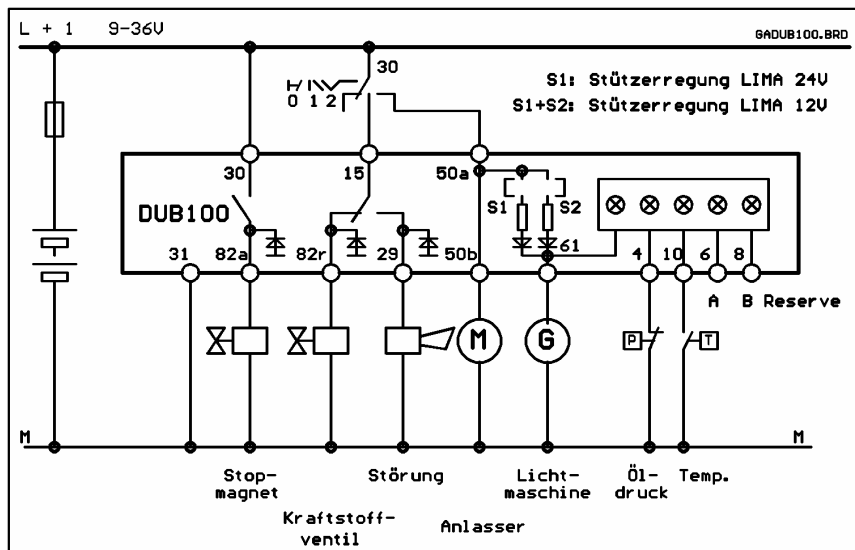 L + 1 9-36V
GADUB100.BRD
30
0 1 2
S1: Stützerregung LIMA 24V
S1+S2: Stützerregung LIMA 12V
30 15 50a
DUB100
S1 S2
31 82a 82r 29 50b 61 4 10 6 8
A B Reserve
M G P T
M M
Stop-
magnet
Störung
Licht-
maschine
Öl-
druck
Temp.
Kraftstoff-
ventil
Anlasser